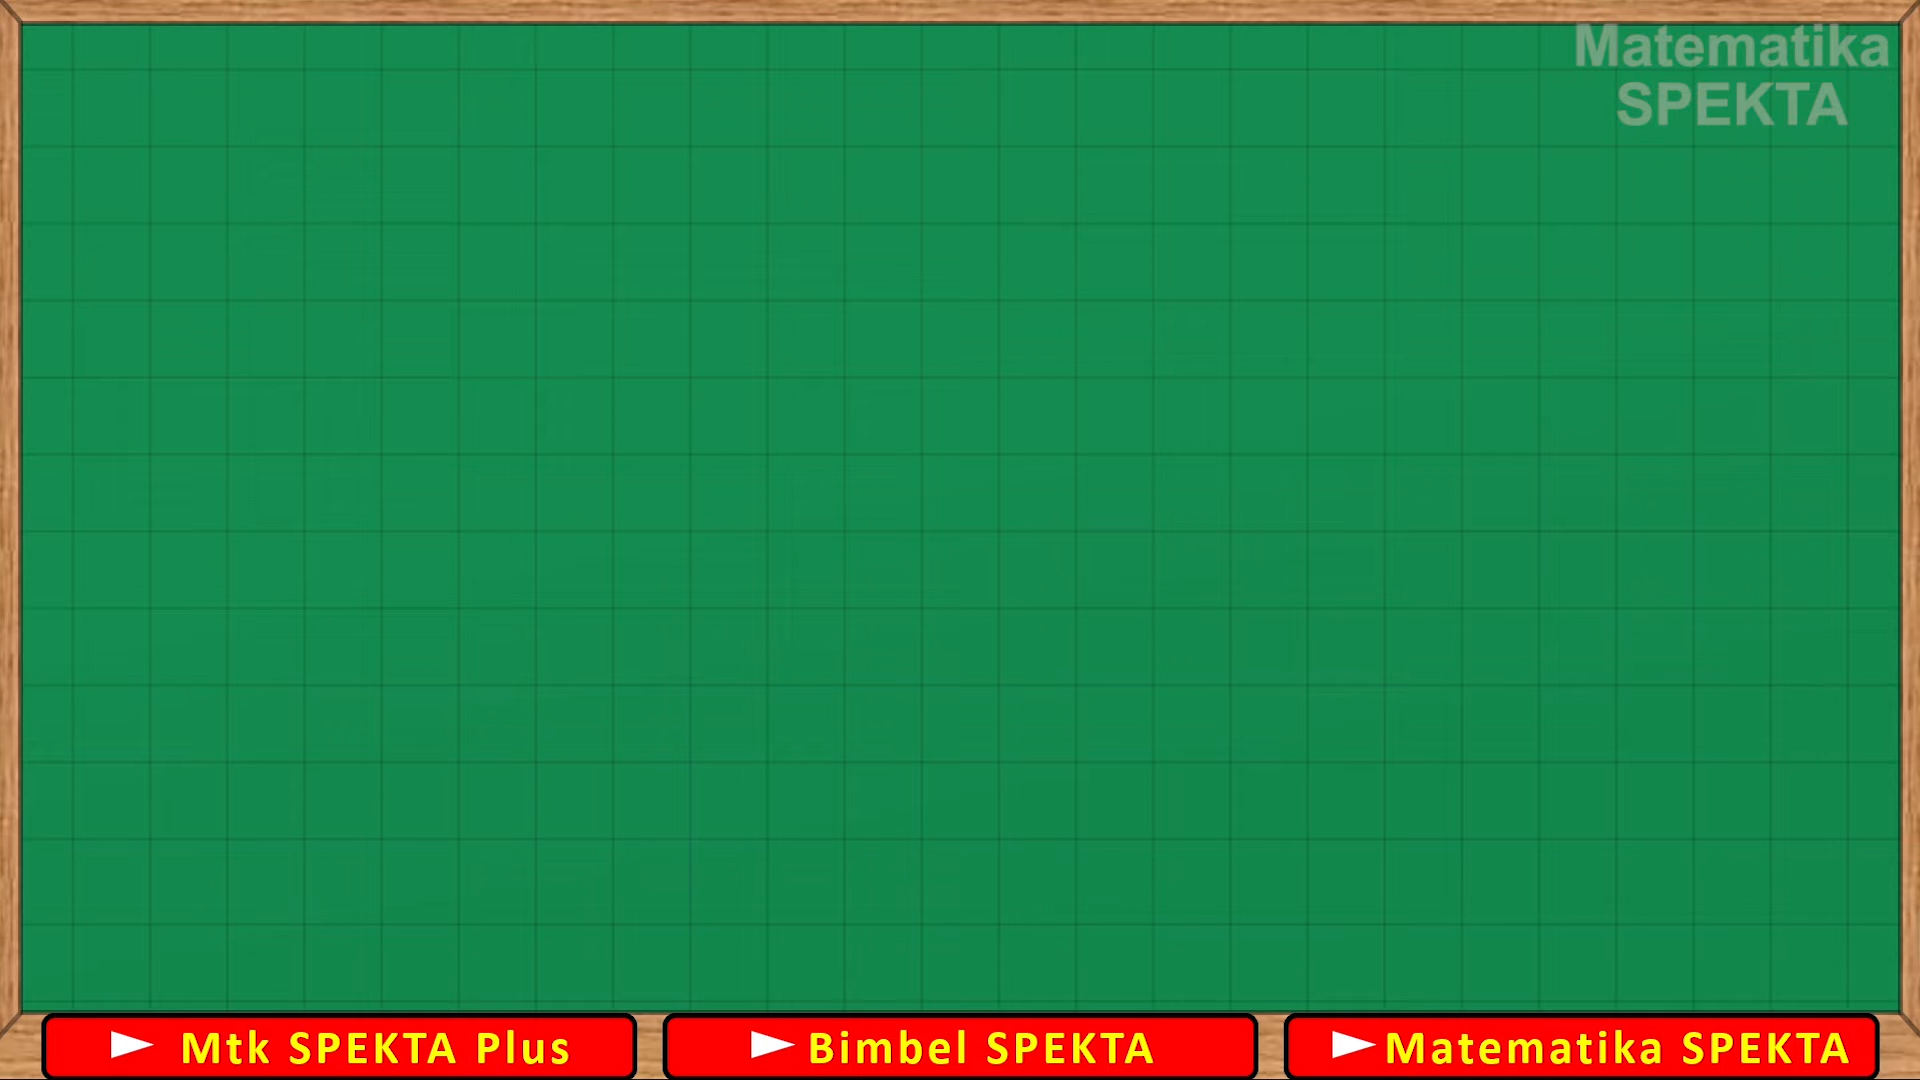 Matematika
SPEKTA
Mtk SPEKTA Plus
Bimbel SPEKTA
Matematika SPEKTA